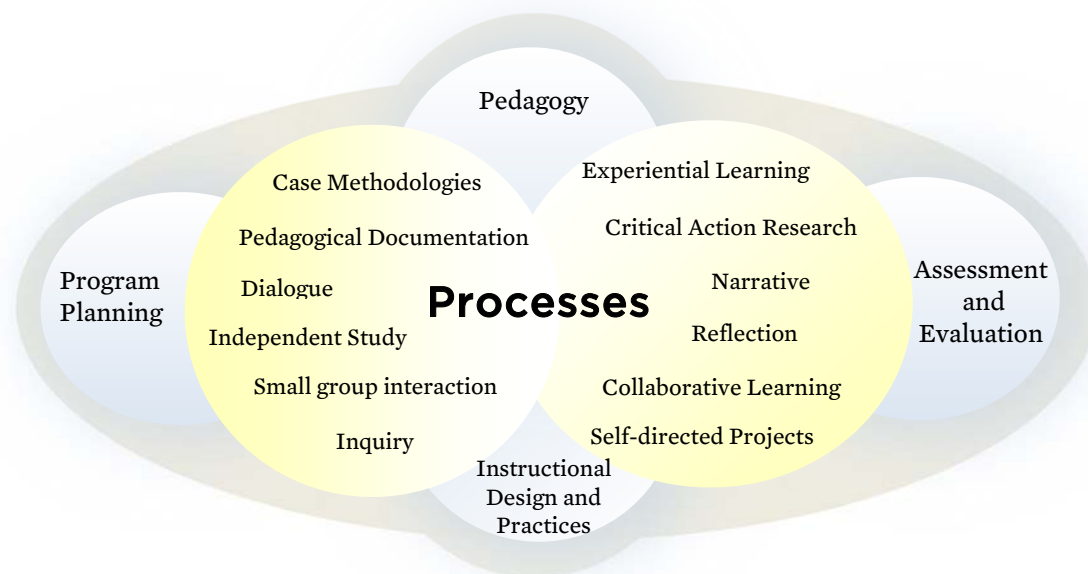 Pedagogy
Case Methodologies
Pedagogical Documentation
Dialogue
Independent Study
Small group interaction
Inquiry
Processes
Experiential Learning
Critical Action Research
Narrative
Reflection
Collaborative Learning
Self-directed Projects
Program
Planning
Assessment
and
Evaluation
Instructional
Design and
Practices